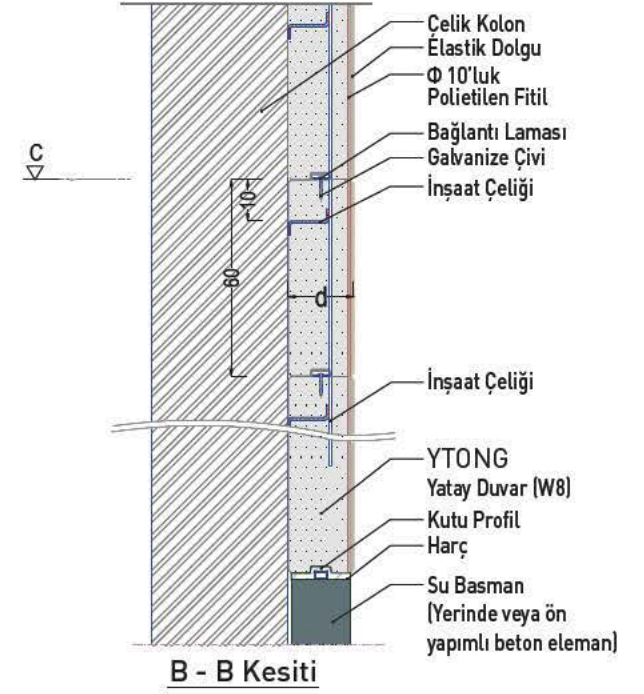 Çelik Kolon
Elastik Dolgu
Φ 10'luk
Polietilen Fitil
Bağlantı Laması
Galvanize Çivi
İnşaat Çeliği
C
10
60
d
İnşaat Çeliği
YTONG
Yatay Duvar (W8)
Kutu Profil
Harç
Su Basman
(Yerinde veya ön
yapımlı beton eleman)
B - B Kesiti